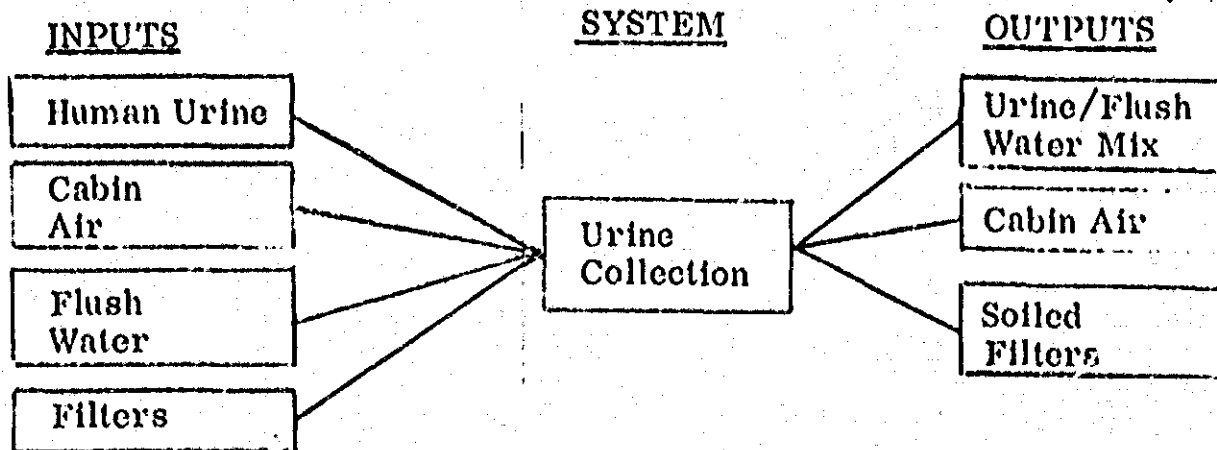 INPUTS
Human Urine
Cabin
Air
Flush
Water
Filters
SYSTEM
Urine
Collection
OUTPUTS
Urine/Flush
Water Mix
Cabin Air
Soiled
Filters